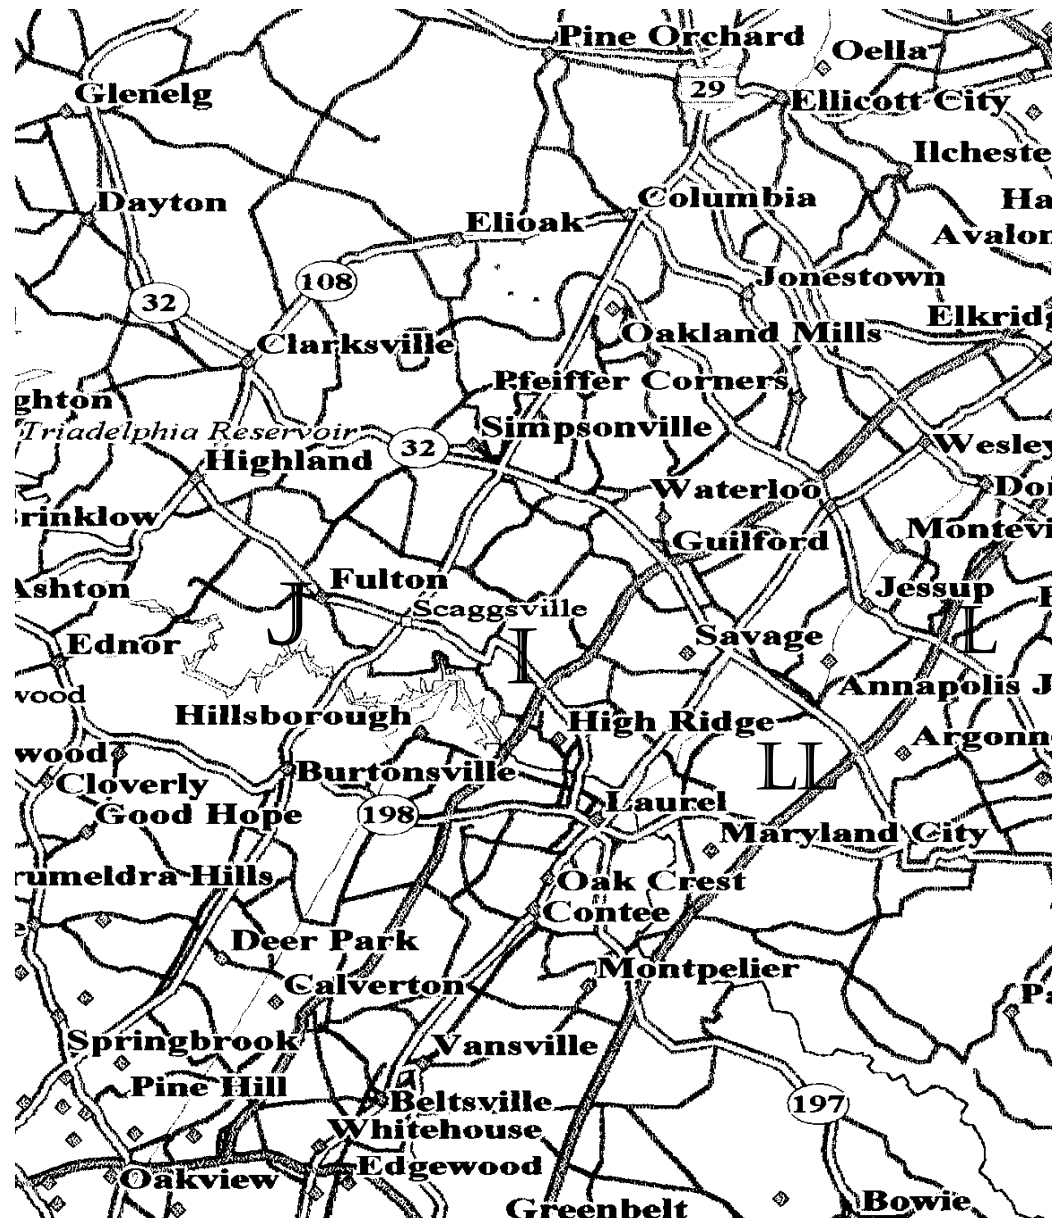 Pine Orchard
Oella
29
Glenelg
Ellicott City
Ilcheste
Dayton
Columbia
Ha
Elioak
Avalon
108
Jonestown
32
Elkridg
Oakland Mills
Clarksville
Pfeiffer Corners
ghton
Triadelphia Reservoir
Simpsonville
32
Wesley
Highland
Waterloo
Dor
Brinklow
Guilford
Montevi
Ashton
Fulton
Jessup
J
Scaggsville
L
Ednor
I
Savage
wood
Annapolis J
Hillsborough
High Ridge
Argonne
wood
LL
Cloverly
Burtonsville
Good Hope
198
Laurel
Maryland City
rumeldra Hills
Oak Crest
Contee
e
Deer Park
Calverton
Montpelier
Pa
Springbrook
Vansville
Pine Hill
Beltsville
197
Whitehouse
Edgewood
Oakview
Greenbelt
Bowie